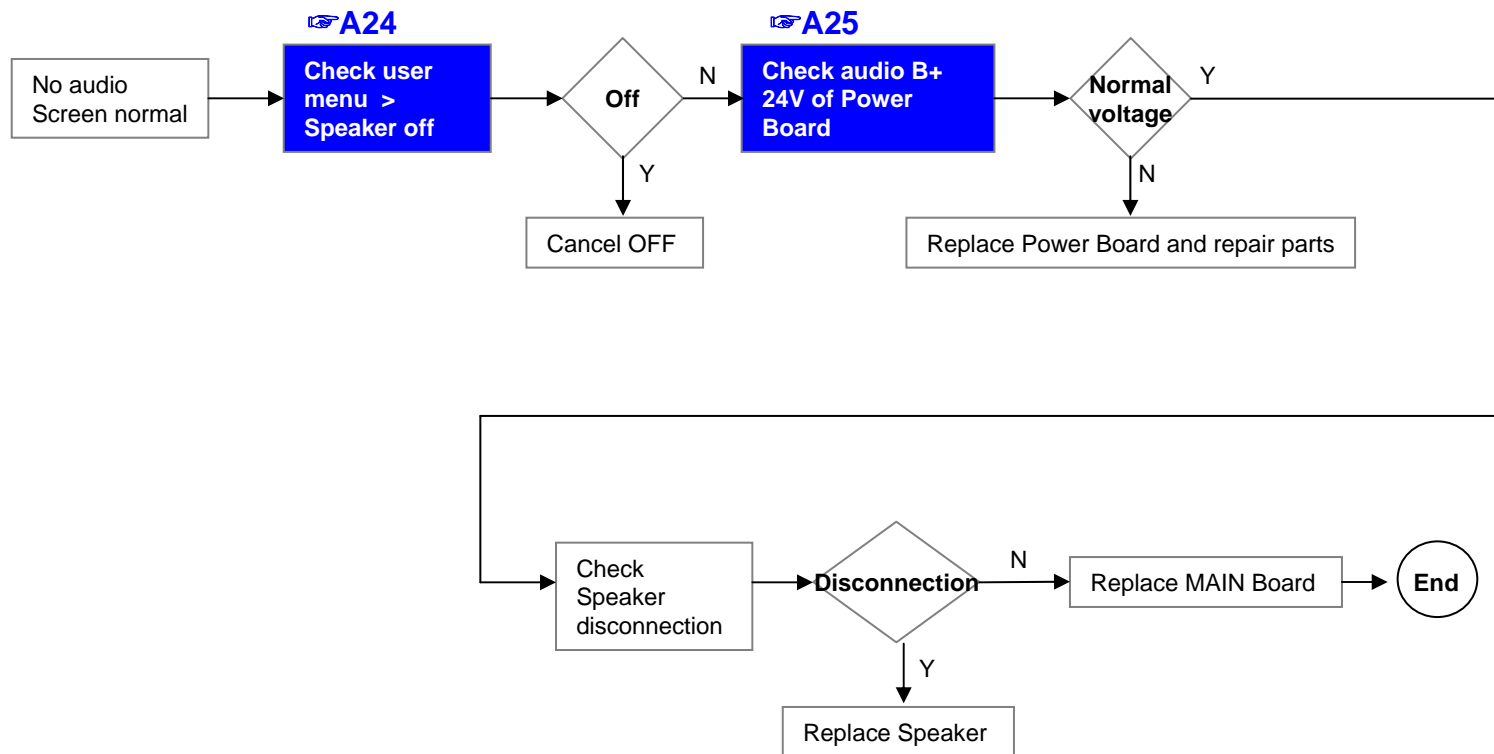 ☞A24
☞A25
No audio
Screen normal
Check user
menu >
Speaker off
Off
N
Y
Cancel OFF
Check audio B+
24V of Power
Board
Normal
voltage
Y
N
Replace Power Board and repair parts
Check
Speaker
disconnection
Disconnection
N
Replace MAIN Board
End
Y
Replace Speaker